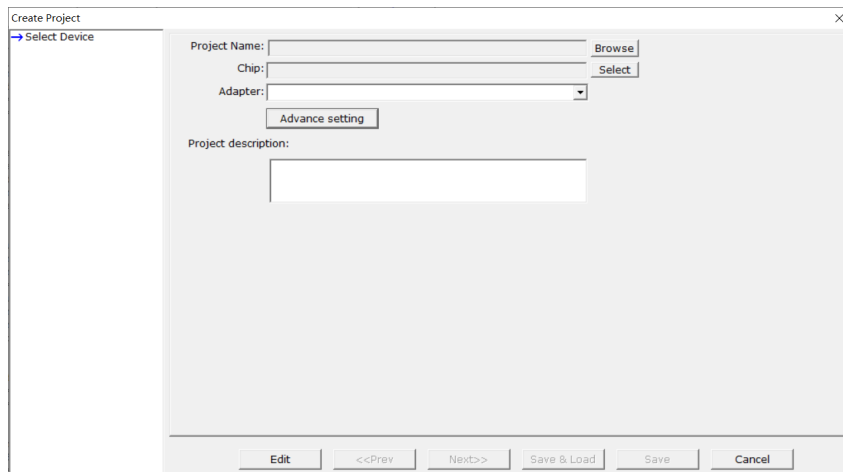 Create Project
Select Device
Project Name: Browse
Chip: Select
Adapter:
Advance setting
Project description:
Edit <<Prev Next>> Save & Load Save Cancel